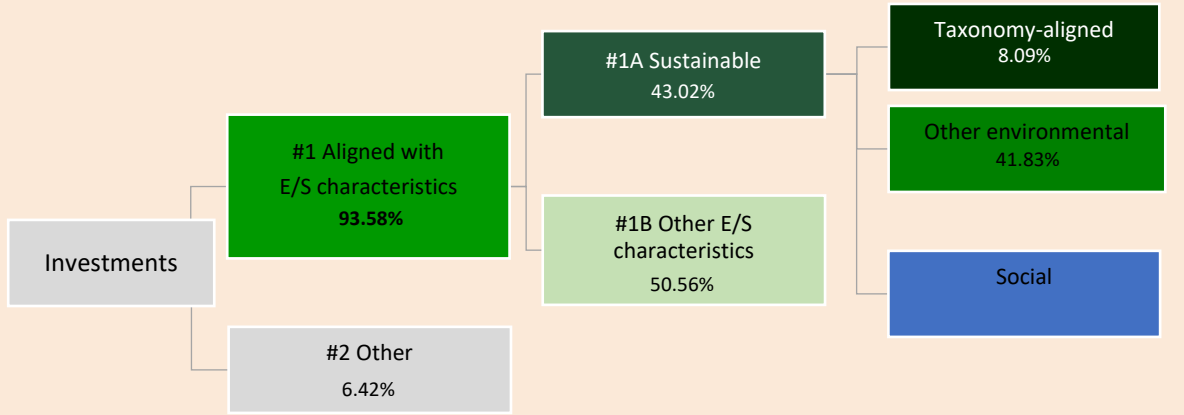 Investments
#1 Aligned with
E/S characteristics
93.58%
#2 Other
6.42%
#1A Sustainable
43.02%
#1B Other E/S
characteristics
50.56%
Taxonomy-aligned
8.09%
Other environmental
41.83%
Social